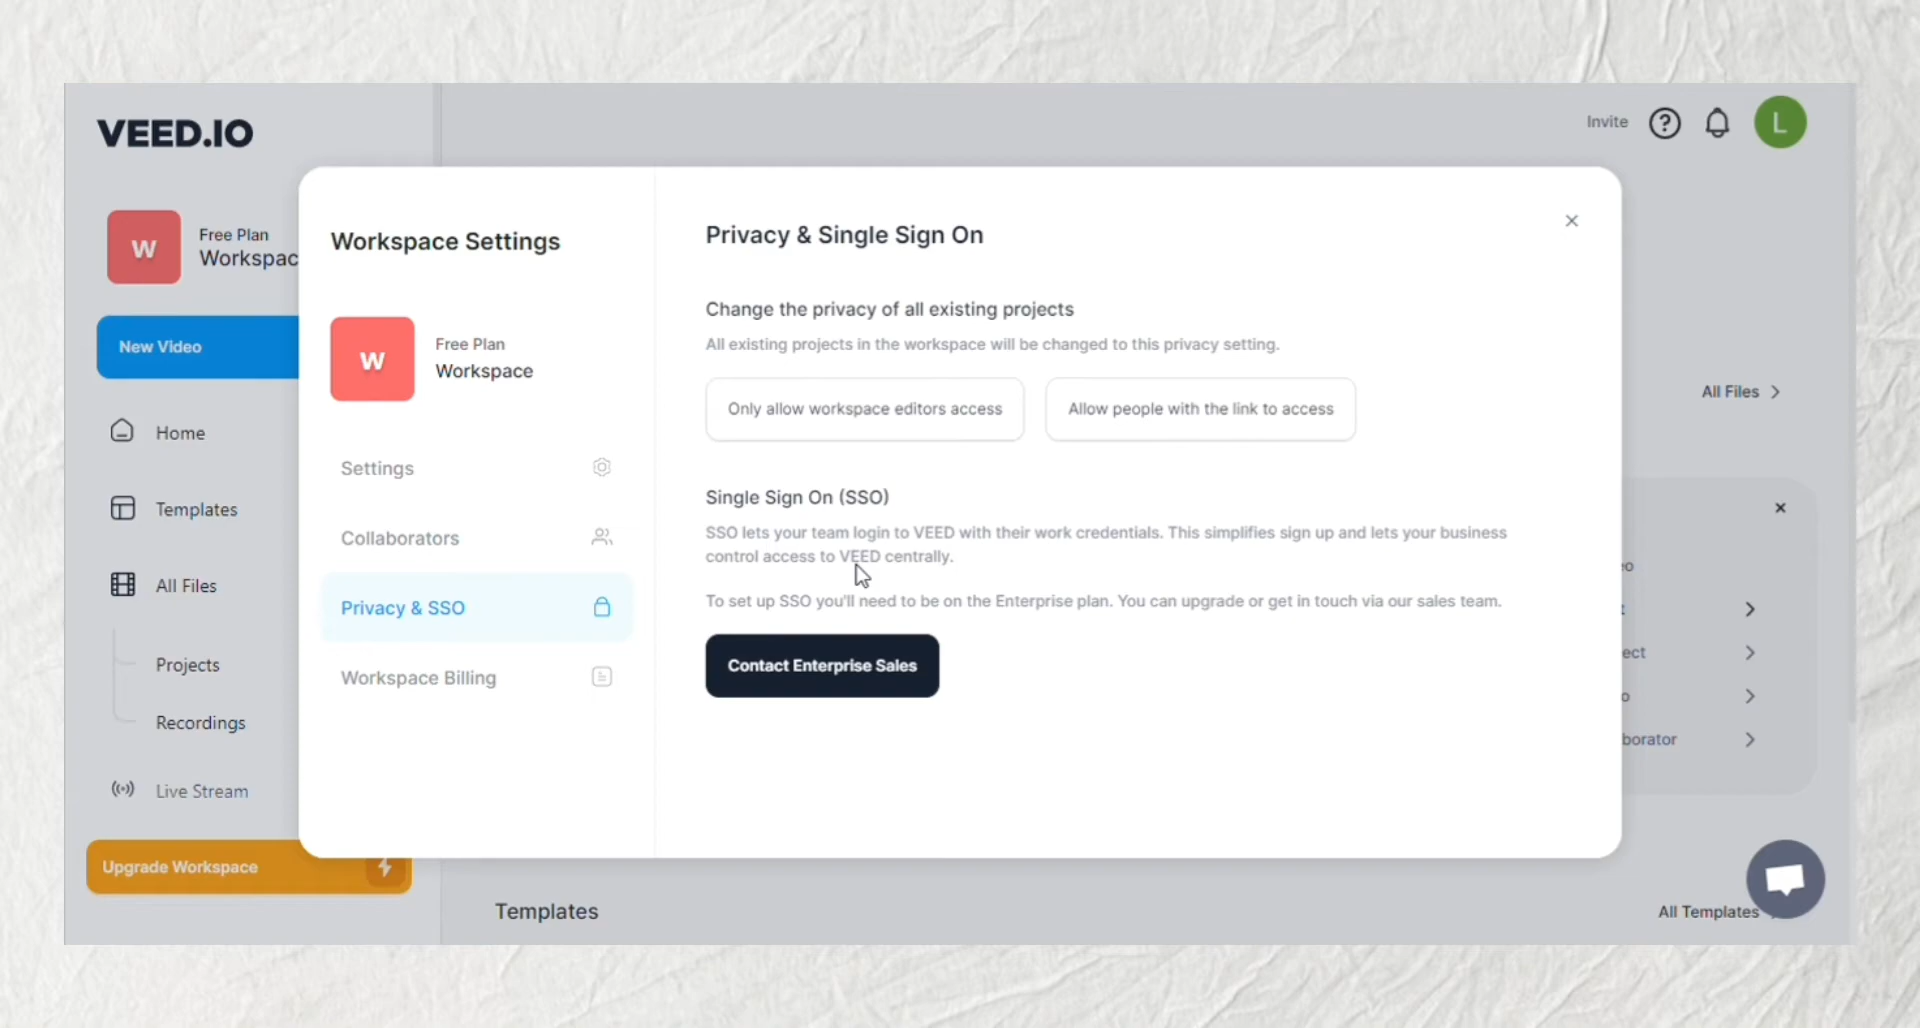 VEED.IO
Invite
L
W
Free Plan
Workspac
New Video
Home
Templates
All Files
Projects
Recordings
Live Stream
Upgrade Workspace
Workspace Settings
W
Free Plan
Workspace
Settings
Collaborators
Privacy & SSO
Workspace Billing
Privacy & Single Sign On
Change the privacy of all existing projects
All existing projects in the workspace will be changed to this privacy setting.
Only allow workspace editors access
Allow people with the link to access
Single Sign On (SSO)
SSO lets your team login to VEED with their work credentials. This simplifies sign up and lets your business
control access to VEED centrally.
To set up SSO you'll need to be on the Enterprise plan. You can upgrade or get in touch via our sales team.
Contact Enterprise Sales
All Files
ect
borator
Templates
All Templates